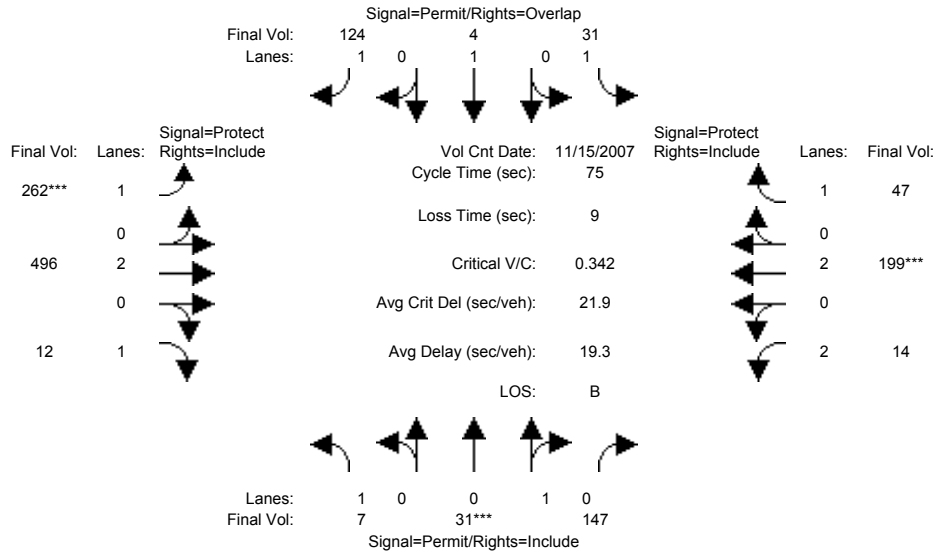 Signal=Permit/Rights=Overlap
Final Vol: 124 4 31
Lanes: 1 0 1 0 1
Signal=Protect
Final Vol: Lanes: Rights=Include
Vol Cnt Date: 11/15/2007
Signal=Protect
Rights=Include Lanes: Final Vol:
Cycle Time (sec): 75
262*** 1
1 47
Loss Time (sec): 9
0
0
496 2
Critical V/C: 0.342
2 199***
0
Avg Crit Del (sec/veh): 21.9
0
12 1
Avg Delay (sec/veh): 19.3
2 14
LOS: B
Lanes: 1 0 0 1 0
Final Vol: 7 31*** 147
Signal=Permit/Rights=Include